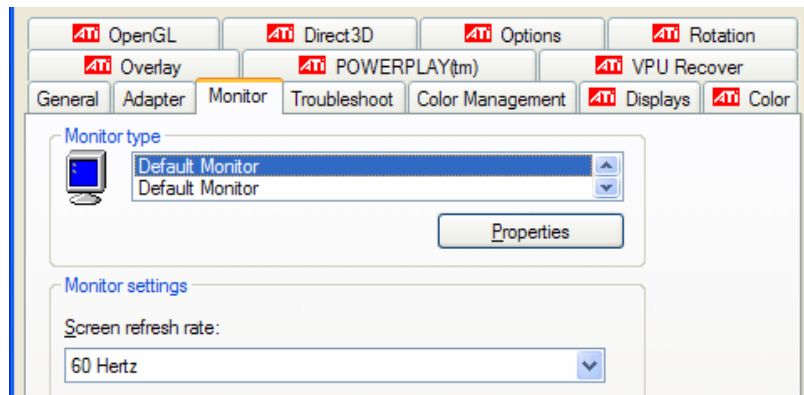 ATI OpenGL ATI Direct3D ATI Options ATI Rotation
ATI Overlay ATI POWERPLAY(tm) ATI VPU Recover
General Adapter Monitor Troubleshoot Color Management ATI Displays ATI Color
Monitor type
Default Monitor
Default Monitor
Properties
Monitor settings
Screen refresh rate:
60 Hertz